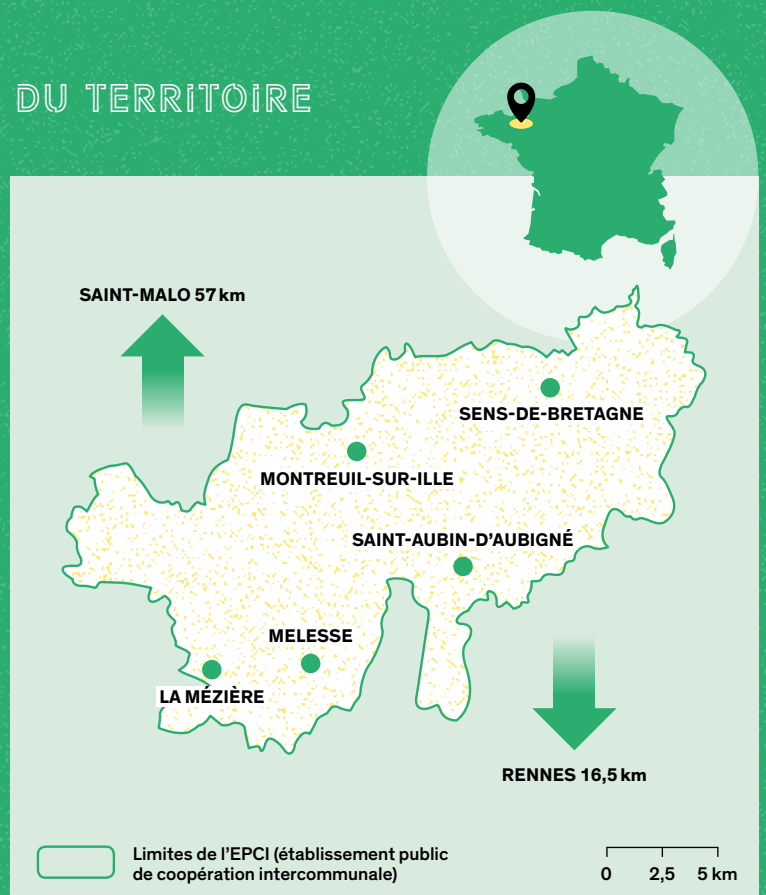 DU TERRiTOiRE
SAINT-MALO 57 km
SENS-DE-BRETAGNE
MONTREUIL-SUR-ILLE
SAINT-AUBIN-D'AUBIGNÉ
MELESSE
LA MÉZIÈRE
RENNES 16,5 km
Limites de l'EPCI (établissement public
de coopération intercommunale)
0 2,5 5 km